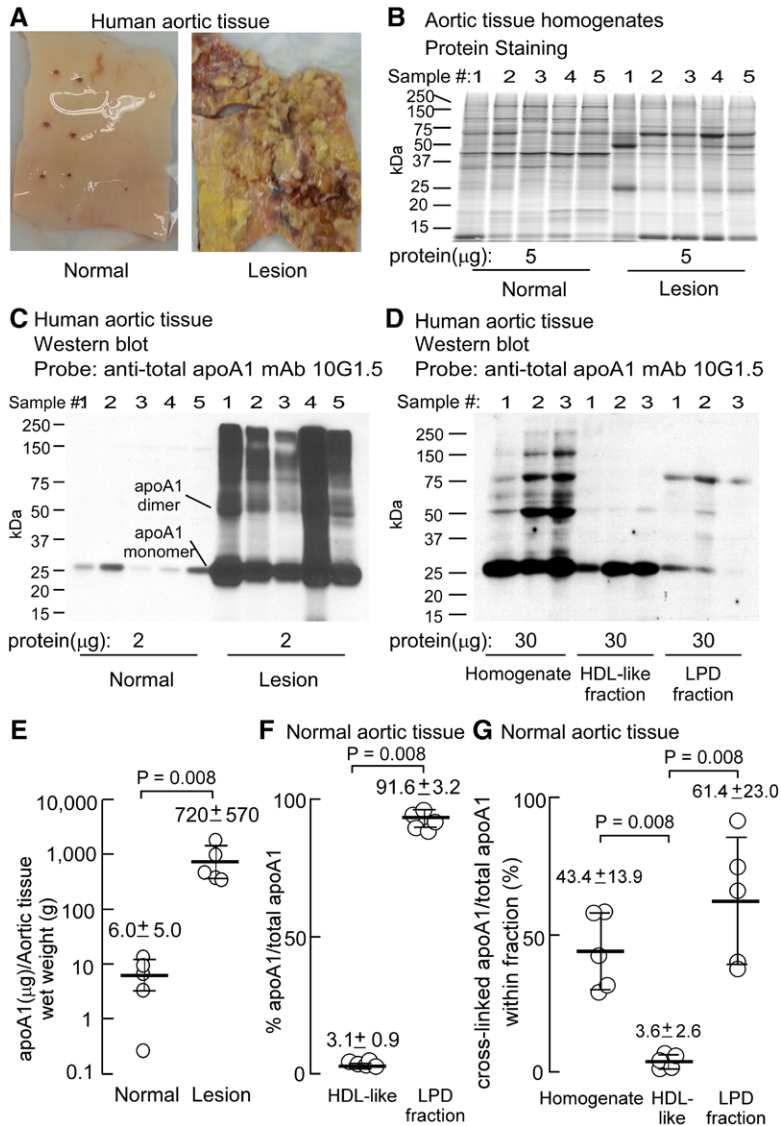 A
Human aortic tissue
Normal
Lesion
B Aortic tissue homogenates
Protein Staining
Sample #: 1 2 3 4 5 1 2 3 4 5
250
150
75
50
37
25
20
15
kDa
protein(μg): 5 5
Normal Lesion
C Human aortic tissue
Western blot
Probe: anti-total apoA1 mAb 10G1.5
Sample #: 1 2 3 4 5 1 2 3 4 5
250
150
75
50
37
25
20
15
kDa
apoA1
dimer
apoA1
monomer
protein(μg): 2 2
Normal Lesion
D Human aortic tissue
Western blot
Probe: anti-total apoA1 mAb 10G1.5
Sample #: 1 2 3 1 2 3 1 2 3
250
150
75
50
37
25
20
15
kDa
protein(μg): 30 30 30
Homogenate HDL-like
fraction LPD
fraction
E
P = 0.008
720 ± 570
6.0 ± 5.0
10,000
1,000
100
10
1
0.1
apoA1(μg)/Aortic tissue
wet weight (g)
Normal Lesion
F Normal aortic tissue
P = 0.008
91.6 ± 3.2
3.1 ± 0.9
100
50
0
% apoA1/total apoA1
HDL-like LPD
fraction
G Normal aortic tissue
P = 0.008
61.4 ± 23.0
P = 0.008
43.4 ± 13.9
3.6 ± 2.6
100
50
0
cross-linked apoA1/total apoA1
within fraction (%)
Homogenate HDL-
like LPD
fraction